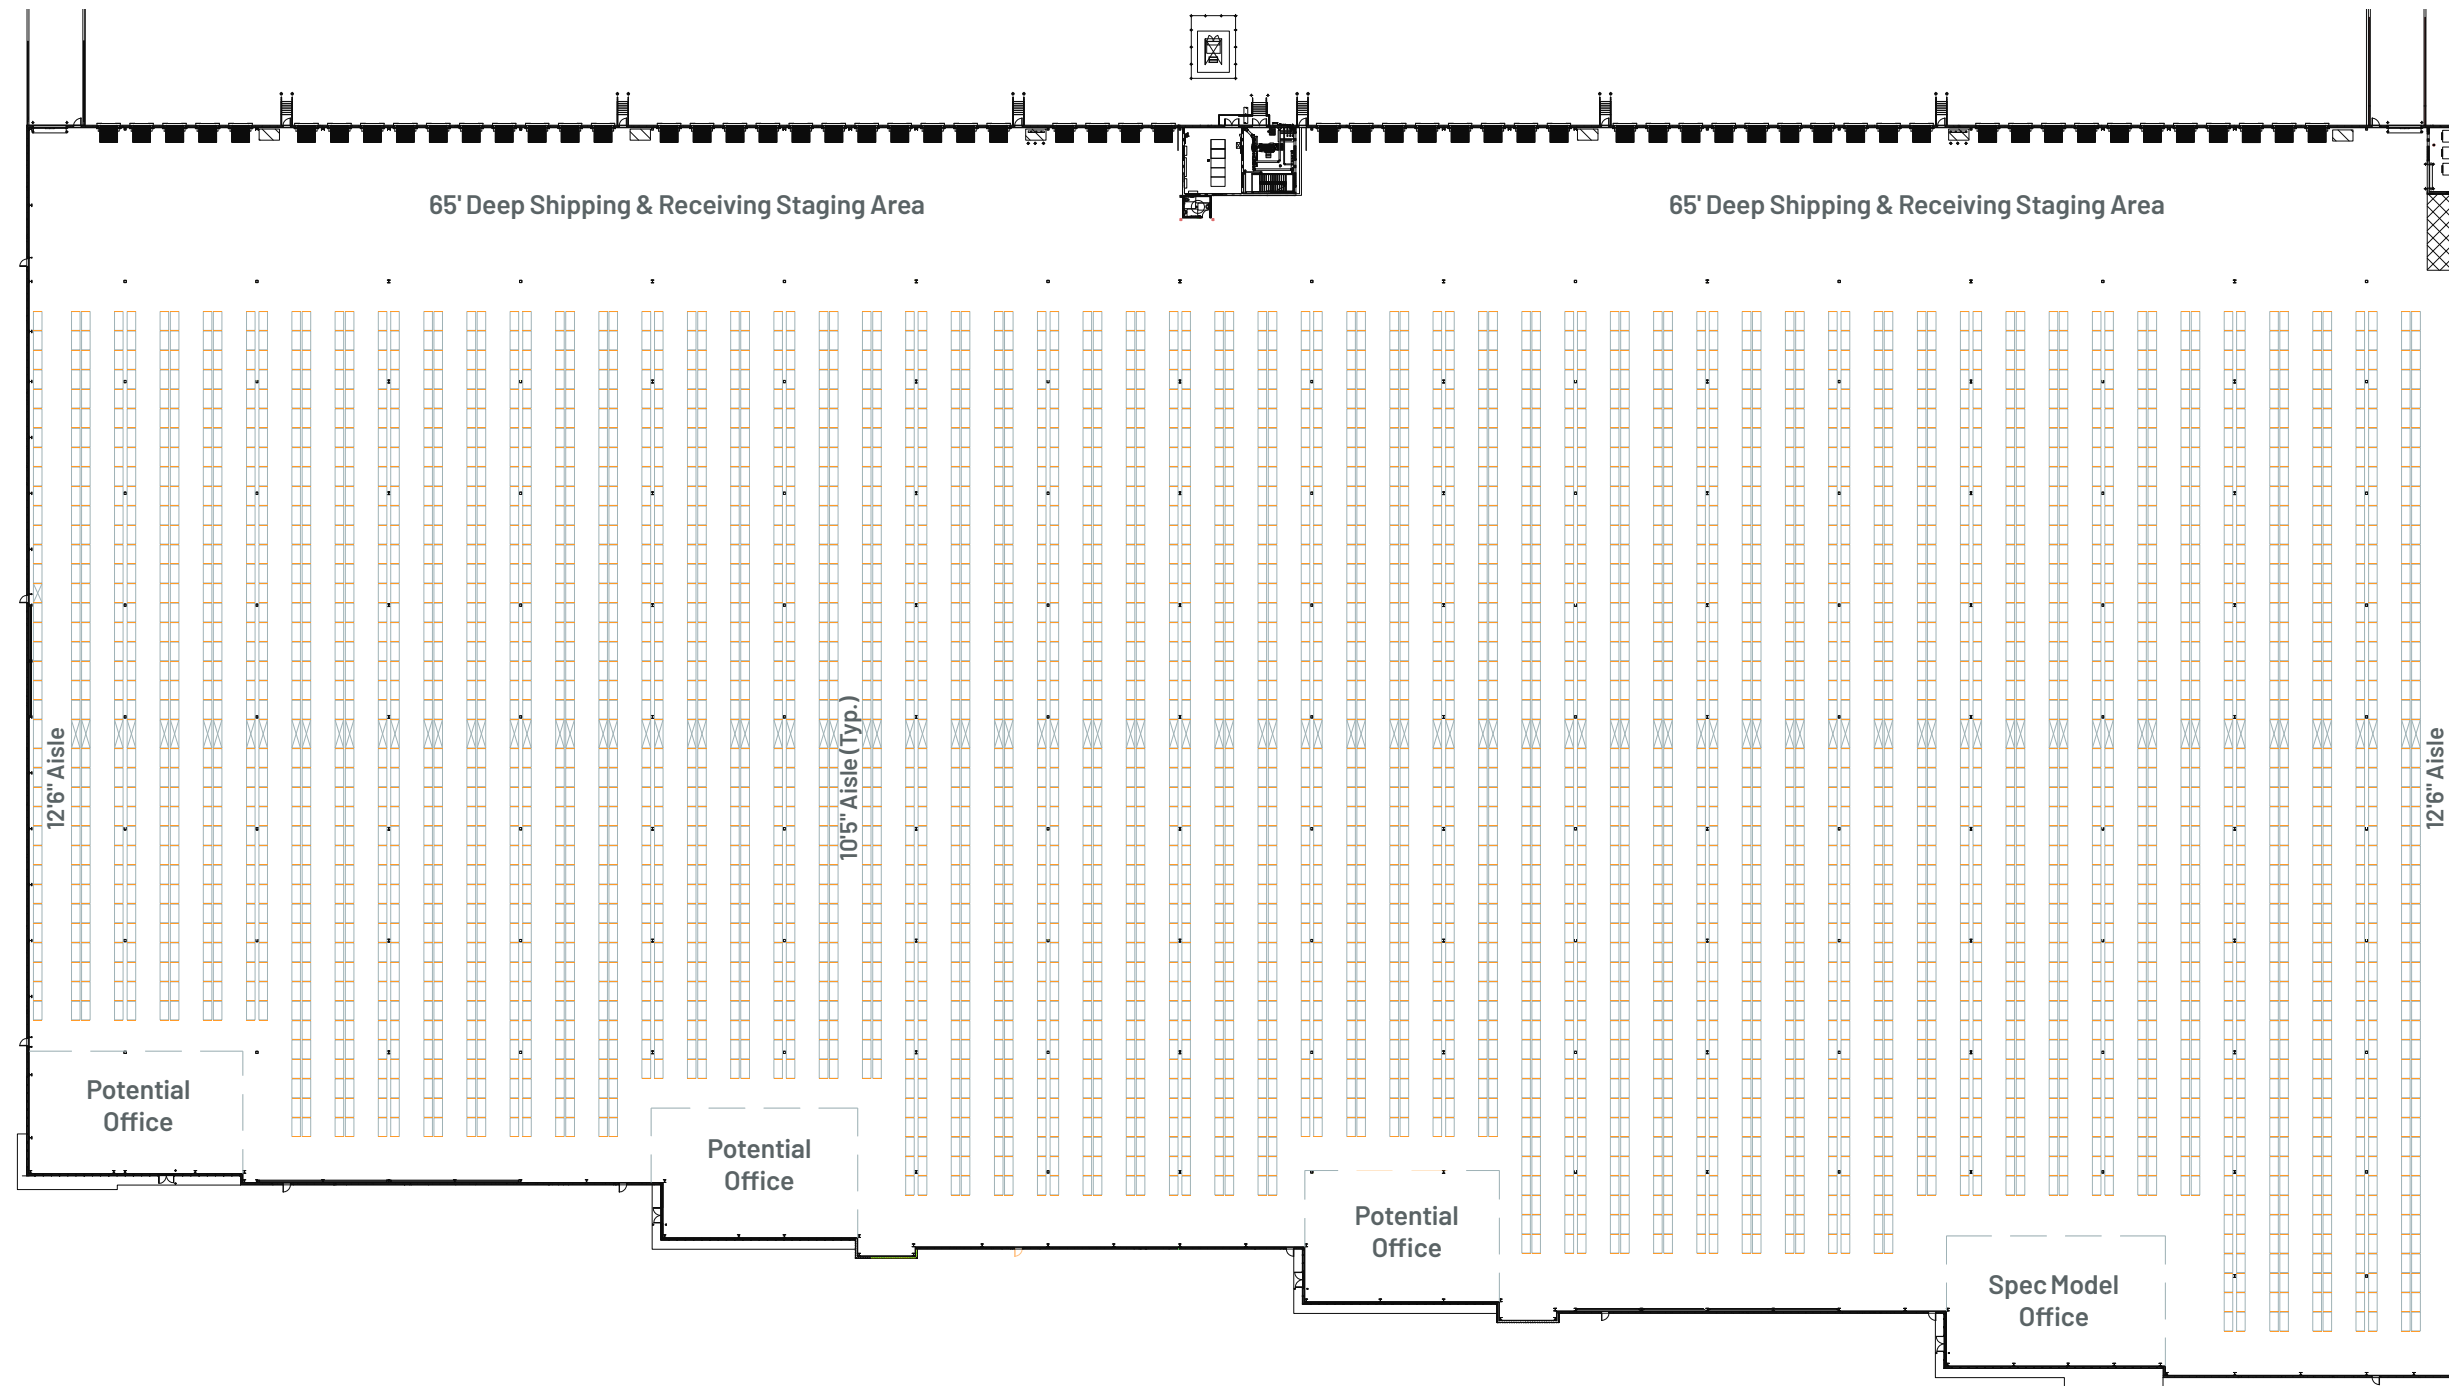 65' Deep Shipping & Receiving Staging Area
65' Deep Shipping & Receiving Staging Area
12'6" Aisle
10'5" Aisle (Typ.)
12'6" Aisle
Potential
Office
Potential
Office
Potential
Office
Spec Model
Office